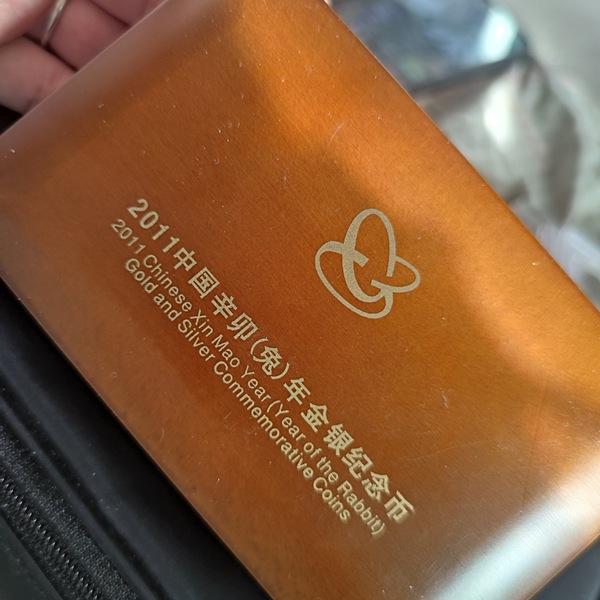 2011中国辛卯(兔)年金银纪念币
2011 Chinese Xin Mao Year (Year of the Rabbit)
Gold and Silver Commemorative Coins